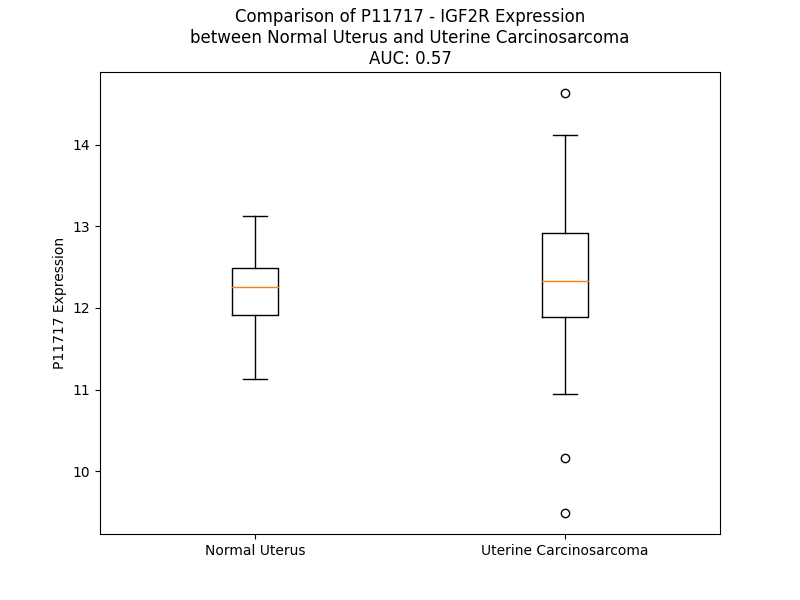 Comparison of P11717 - IGF2R Expression
between Normal Uterus and Uterine Carcinosarcoma
AUC: 0.57
14
13
12
11
10
P11717 Expression
Normal Uterus
Uterine Carcinosarcoma